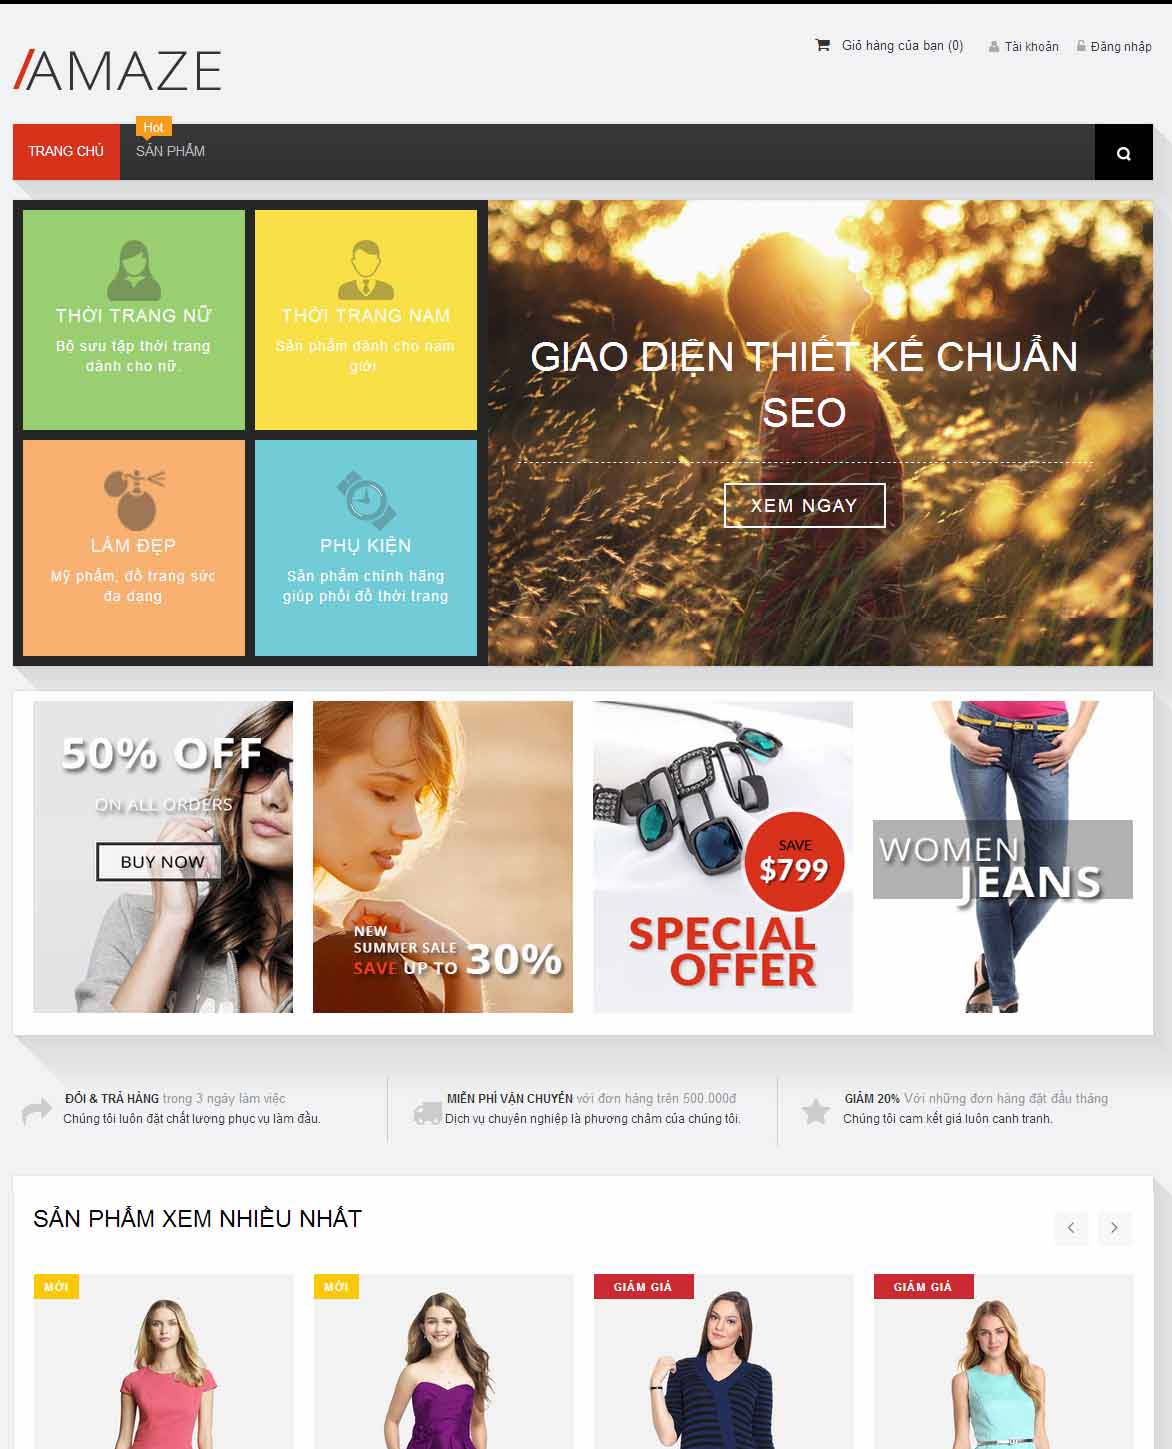 Giỏ hàng của bạn (0)
Tài khoản
Đăng nhập
/AMAZE
Hot
TRANG CHỦ
SẢN PHẨM
THỜI TRANG NỮ
Bộ sưu tập thời trang
dành cho nữ.
THỜI TRANG NAM
Sản phẩm dành cho nam
giới
GIAO DIỆN THIẾT KẾ CHUẨN
SEO
XEM NGAY
LÀM ĐẸP
Mỹ phẩm, đồ trang sức
đa dạng
PHỤ KIỆN
Sản phẩm chính hãng
giúp phối đồ thời trang
50% OFF
ON ALL ORDERS
BUY NOW
NEW
SUMMER SALE
SAVE UP TO 30%
SAVE
$799
SPECIAL
OFFER
WOMEN
JEANS
ĐỔI & TRẢ HÀNG trong 3 ngày làm việc
Chúng tôi luôn đặt chất lượng phục vụ làm đầu.
MIỄN PHÍ VẬN CHUYỂN với đơn hàng trên 500.000đ
Dịch vụ chuyên nghiệp là phương châm của chúng tôi.
GIẢM 20% Với những đơn hàng đặt đầu tháng
Chúng tôi cam kết giá luôn cạnh tranh.
SẢN PHẨM XEM NHIỀU NHẤT
MỚI
MỚI
GIẢM GIÁ
GIẢM GIÁ